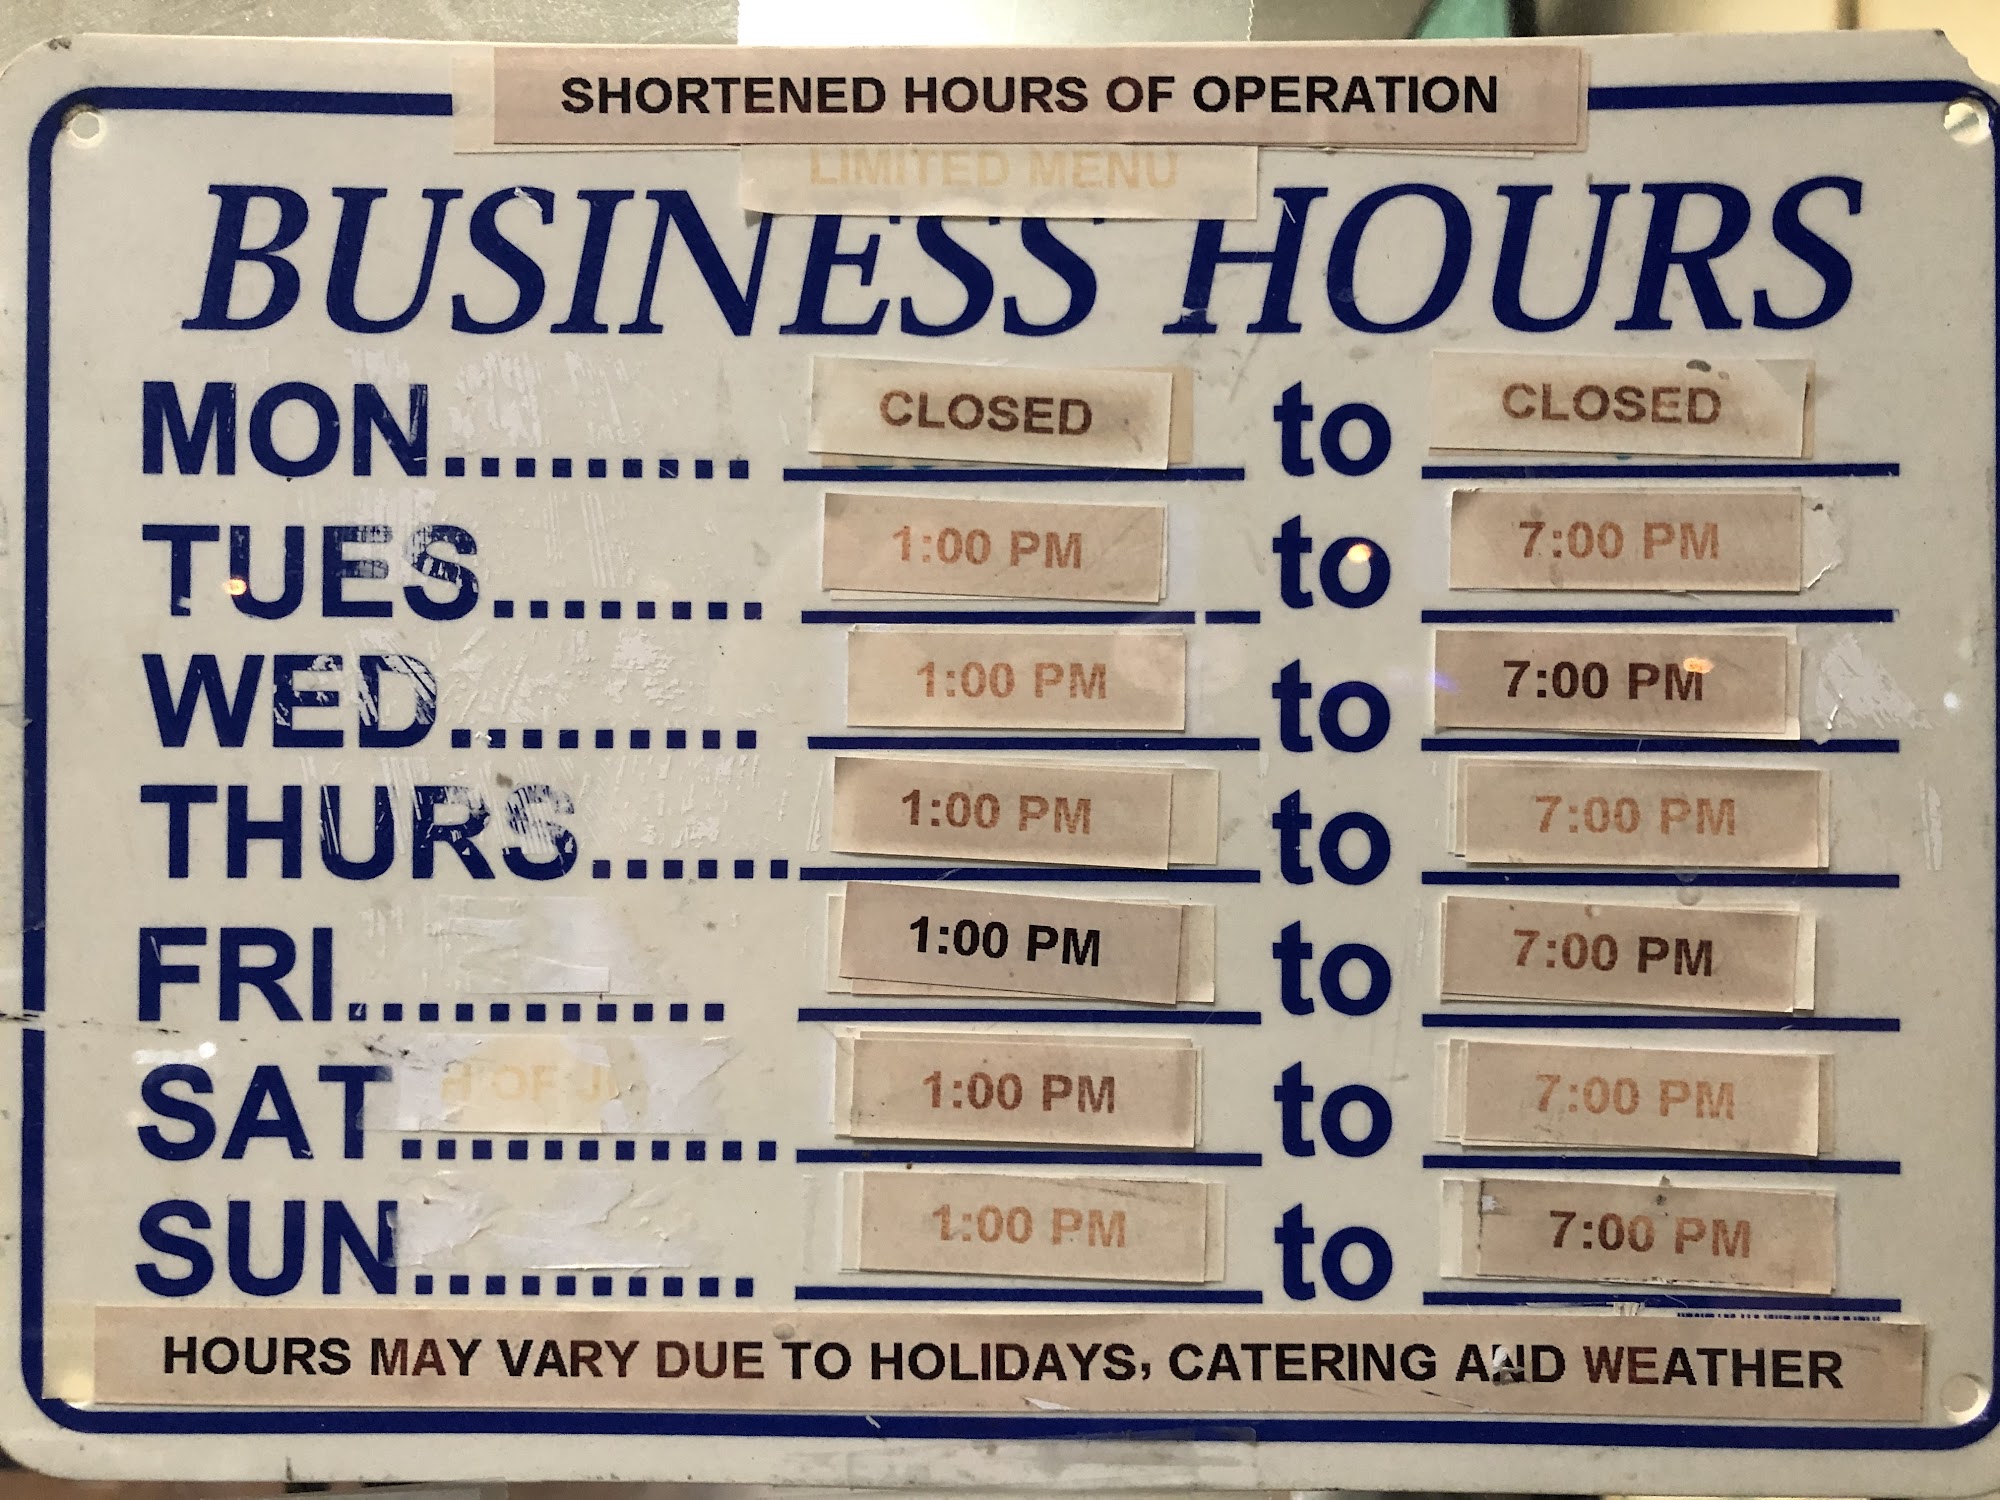 SHORTENED HOURS OF OPERATION
LIMITED MENU
BUSINESS HOURS
MON......... CLOSED to CLOSED
TUES........ 1:00 PM to 7:00 PM
WED......... 1:00 PM to 7:00 PM
THURS...... 1:00 PM to 7:00 PM
FRI........... 1:00 PM to 7:00 PM
SAT........... 1:00 PM to 7:00 PM
SUN.......... 1:00 PM to 7:00 PM
HOURS MAY VARY DUE TO HOLIDAYS, CATERING AND WEATHER